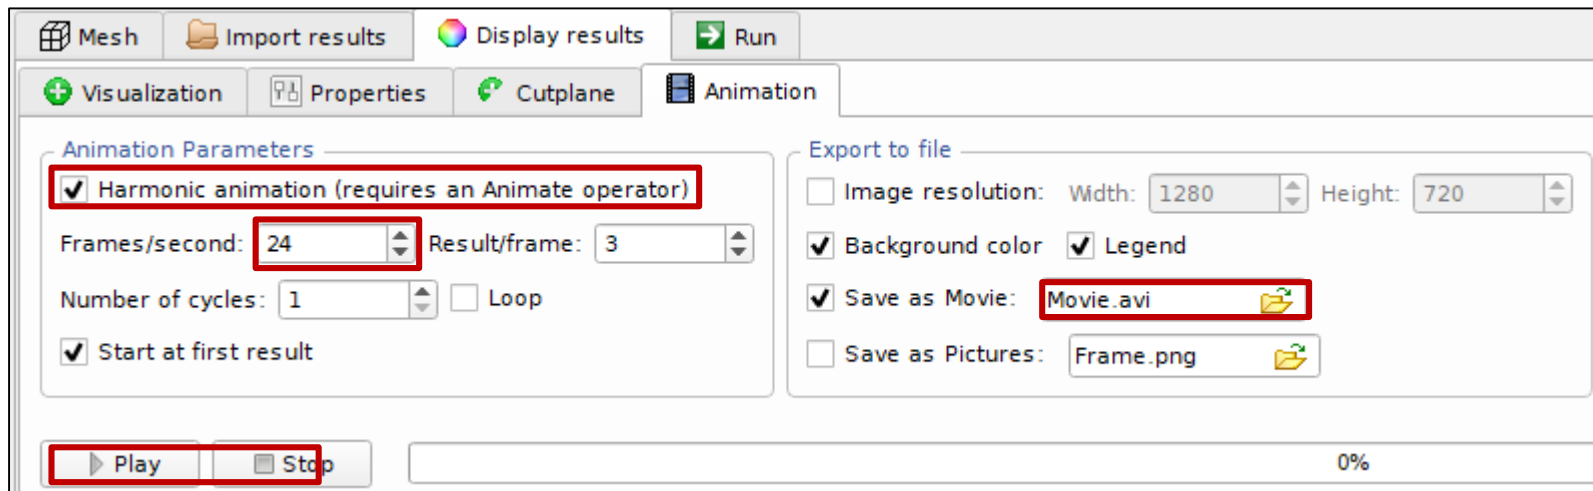 Mesh Import results Display results Run
Visualization Properties Cutplane Animation
Animation Parameters
Harmonic animation (requires an Animate operator)
Frames/second: 24 Result/frame: 3
Number of cycles: 1 Loop
Start at first result
Export to file
Image resolution: Width: 1280 Height: 720
Background color Legend
Save as Movie: Movie.avi
Save as Pictures: Frame.png
Play Stop 0%